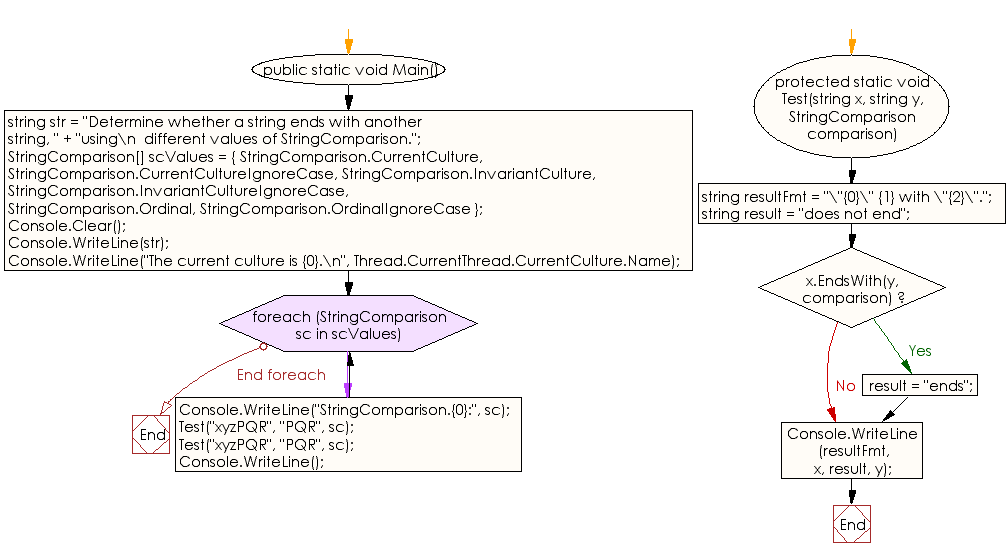 public static void Main()
string str = "Determine whether a string ends with another
string, " + "using\n  different values of StringComparison.";
StringComparison[] scValues = { StringComparison.CurrentCulture,
StringComparison.CurrentCultureIgnoreCase, StringComparison.InvariantCulture,
StringComparison.InvariantCultureIgnoreCase,
StringComparison.Ordinal, StringComparison.OrdinalIgnoreCase };
Console.Clear();
Console.WriteLine(str);
Console.WriteLine("The current culture is {0}.\n", Thread.CurrentThread.CurrentCulture.Name);
foreach (StringComparison
sc in scValues)
End foreach
End
Console.WriteLine("StringComparison.{0}:", sc);
Test("xyzPQR", "PQR", sc);
Test("xyzPQR", "PQR", sc);
Console.WriteLine();
protected static void
Test(string x, string y,
StringComparison
comparison)
string resultFmt = "\"{0}\" {1} with \"{2}\".";
string result = "does not end";
x.EndsWith(y,
comparison) ?
Yes
No
result = "ends";
Console.WriteLine
(resultFmt,
x, result, y);
End